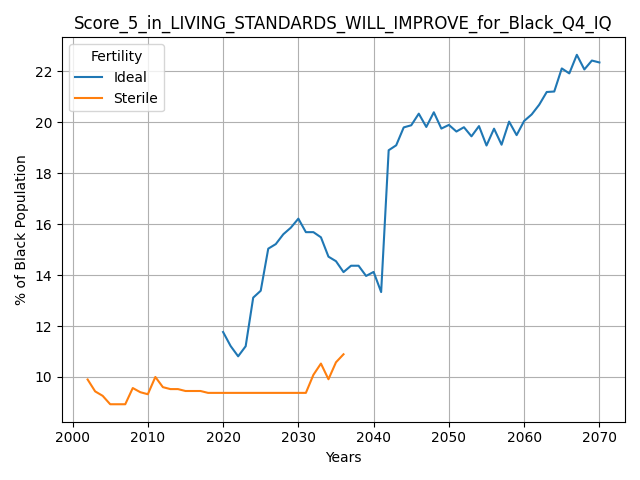 Score_5_in_LIVING_STANDARDS_WILL_IMPROVE_for_Black_Q4_IQ
Fertility
Ideal
Sterile
% of Black Population
22
20
18
16
14
12
10
2000 2010 2020 2030 2040 2050 2060 2070
Years